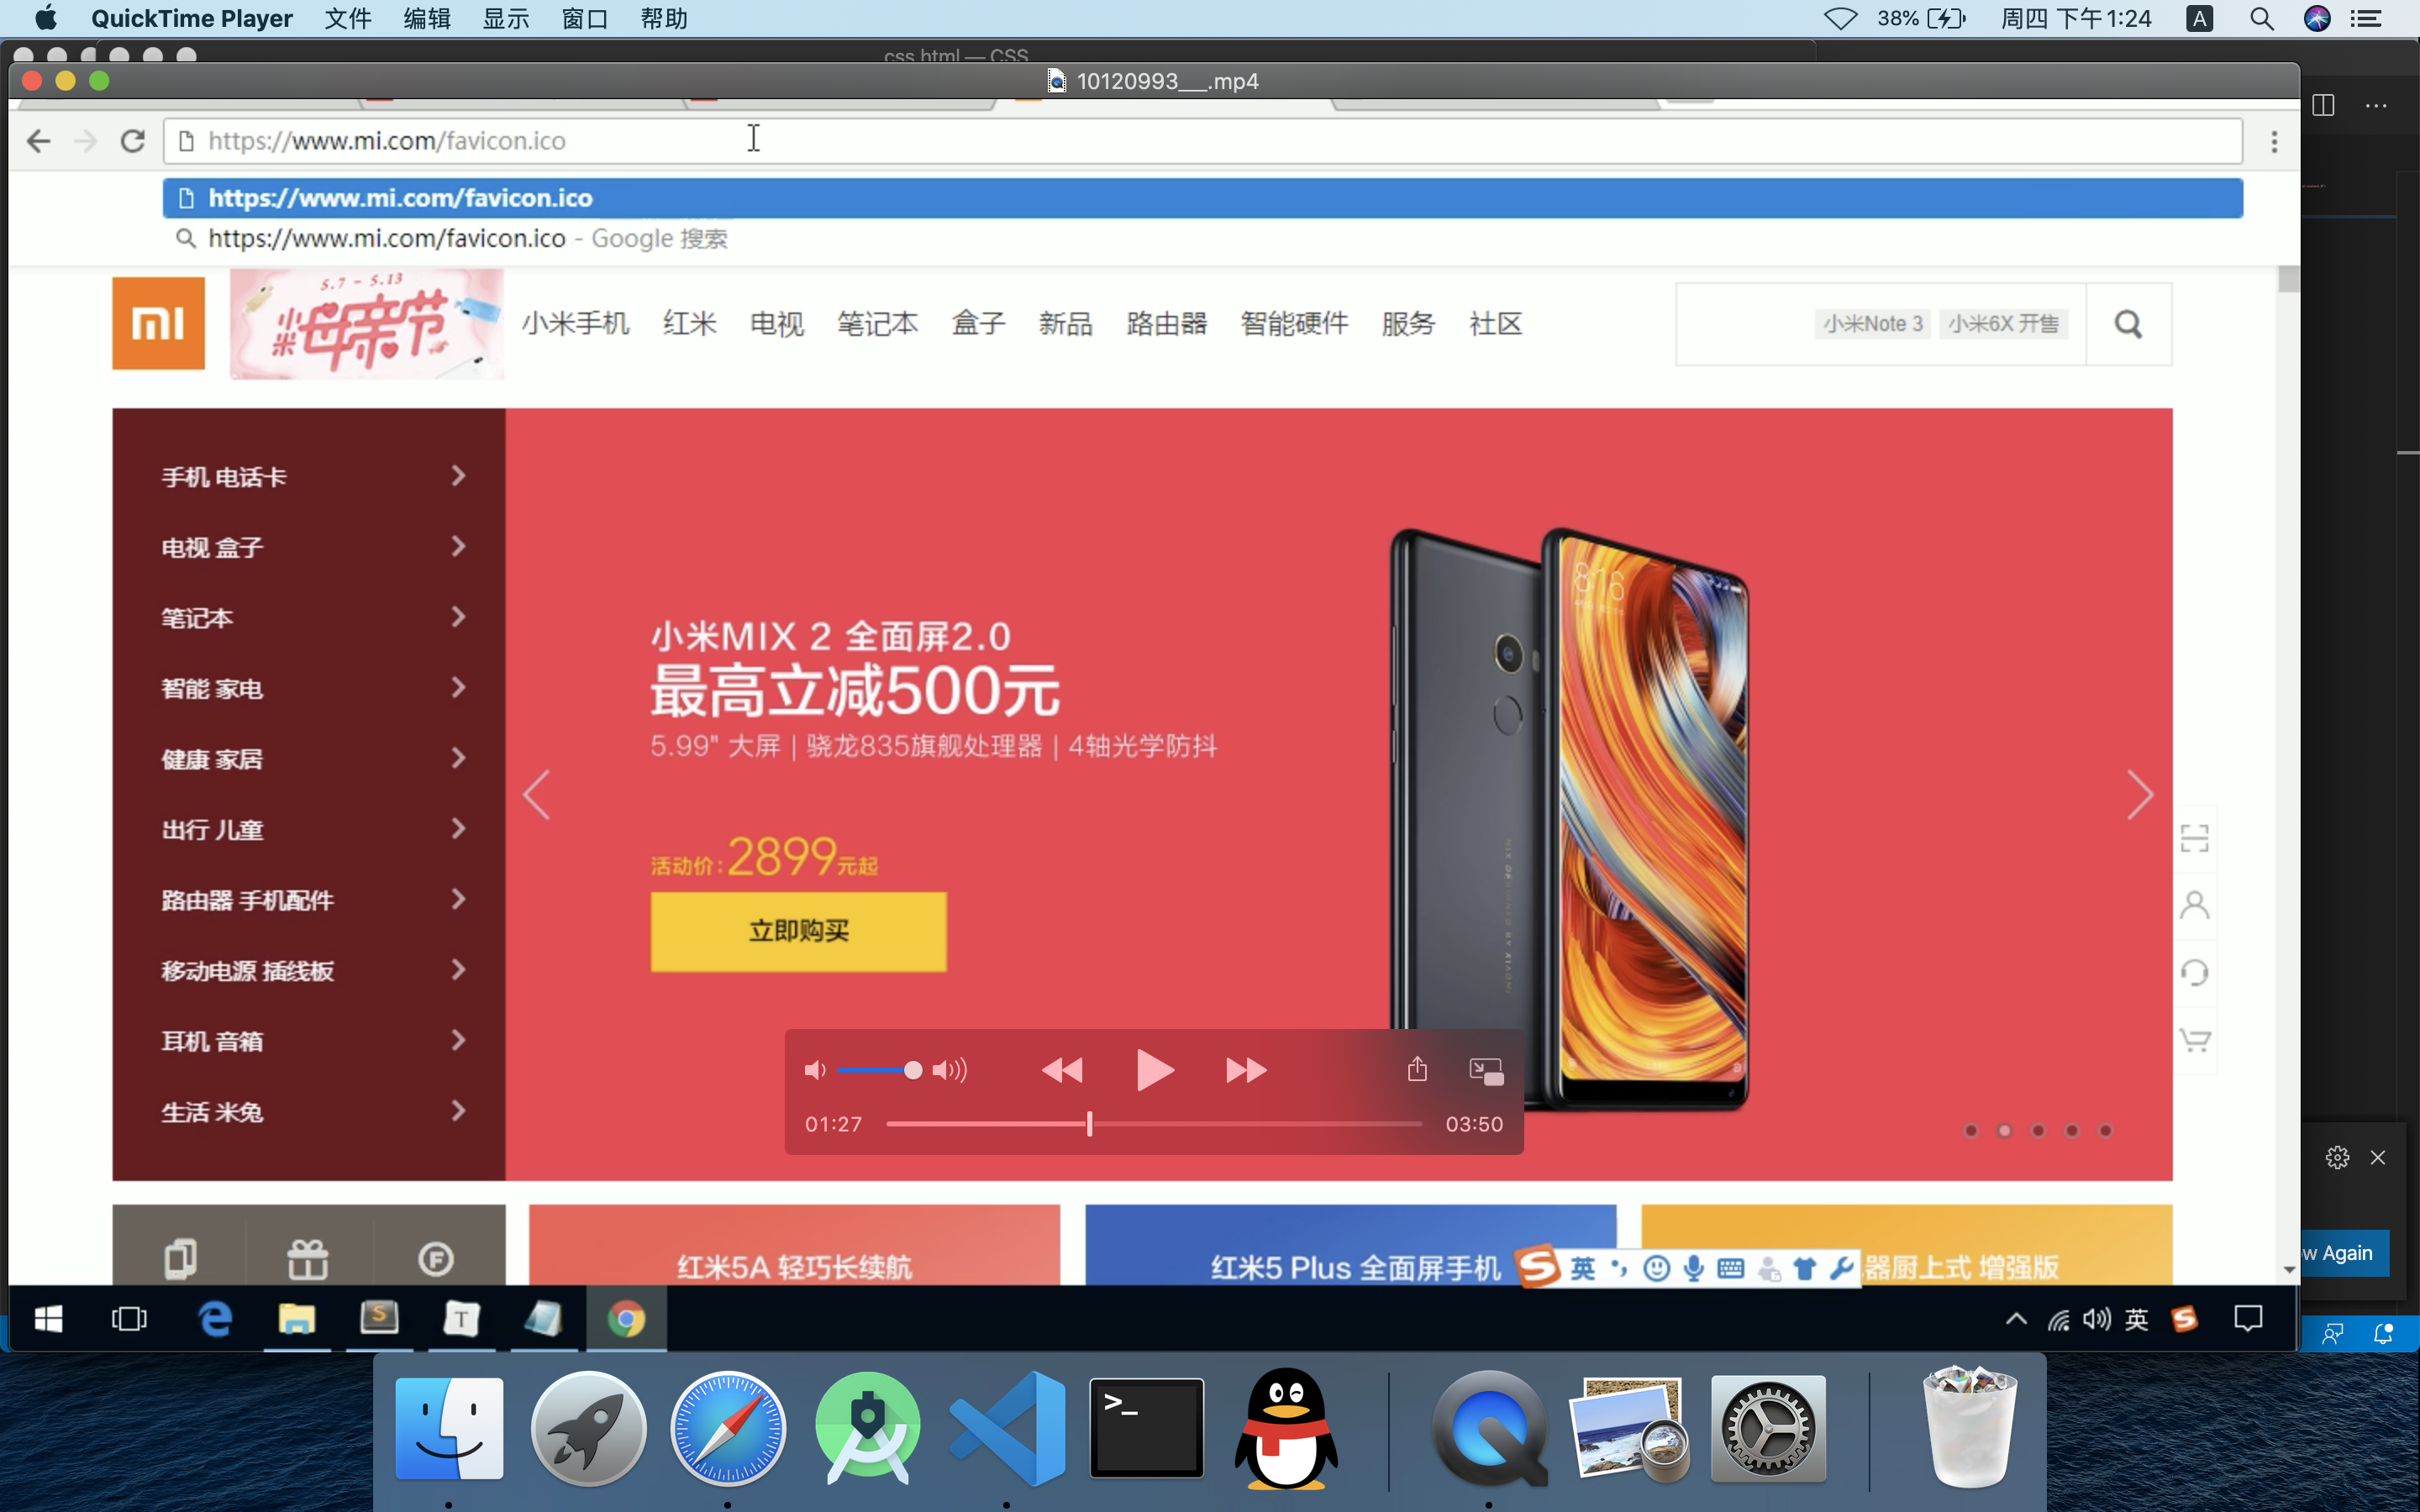 QuickTime Player 文件 编辑 显示 窗口 帮助 38% 周四 下午1:24 A
css.html — CSS
10120993___.mp4
https://www.mi.com/favicon.ico
https://www.mi.com/favicon.ico
https://www.mi.com/favicon.ico - Google 搜索
5.7 - 5.13
小米 母亲节
mi 小米手机 红米 电视 笔记本 盒子 新品 路由器 智能硬件 服务 社区 小米Note 3 小米6X 开售
手机 电话卡
电视 盒子
笔记本
智能 家电
健康 家居
出行 儿童
路由器 手机配件
移动电源 插线板
耳机 音箱
生活 米兔
小米MIX 2 全面屏2.0
最高立减500元
5.99" 大屏 | 骁龙835旗舰处理器 | 4轴光学防抖
活动价:2899元起
立即购买
8:16
01:27 03:50
红米5A 轻巧长续航 红米5 Plus 全面屏手机 器厨上式 增强版
英
w Again
S T 英 S
>_